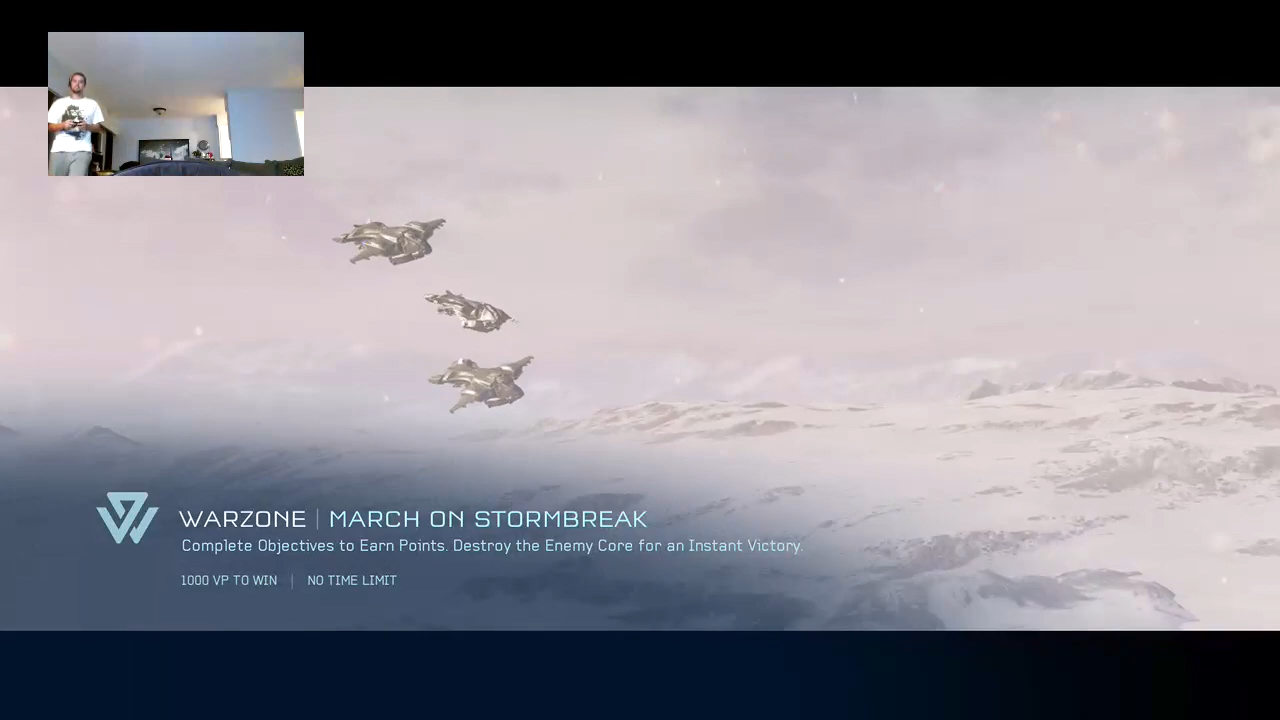 WARZONE | MARCH ON STORMBREAK
Complete Objectives to Earn Points. Destroy the Enemy Core for an Instant Victory.
1000 VP TO WIN | NO TIME LIMIT